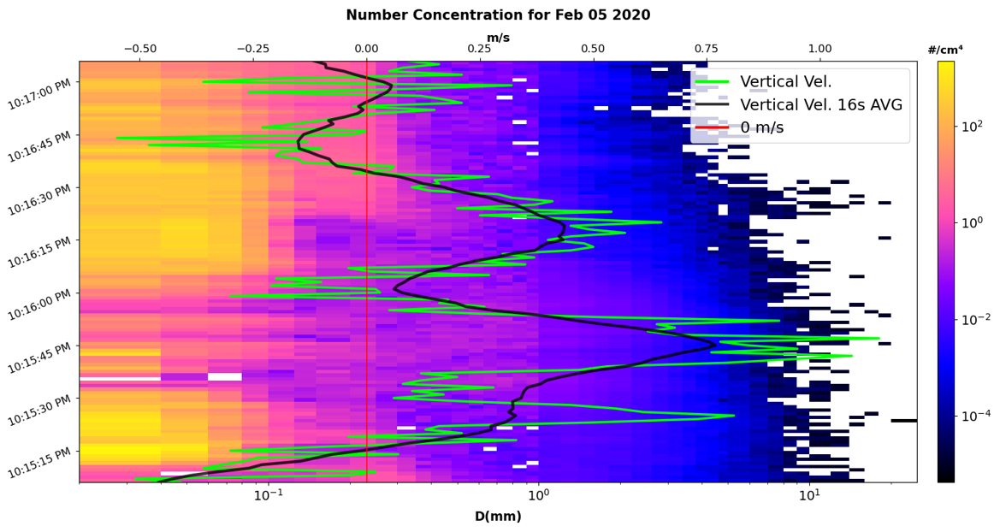 Number Concentration for Feb 05 2020
m/s
#/cm⁴
−0.50 −0.25 0.00 0.25 0.50 0.75 1.00
Vertical Vel.
Vertical Vel. 16s AVG
0 m/s
10:17:00 PM
10:16:45 PM
10:16:30 PM
10:16:15 PM
10:16:00 PM
10:15:45 PM
10:15:30 PM
10:15:15 PM
10²
10⁰
10⁻²
10⁻⁴
10⁻¹ 10⁰ 10¹
D(mm)